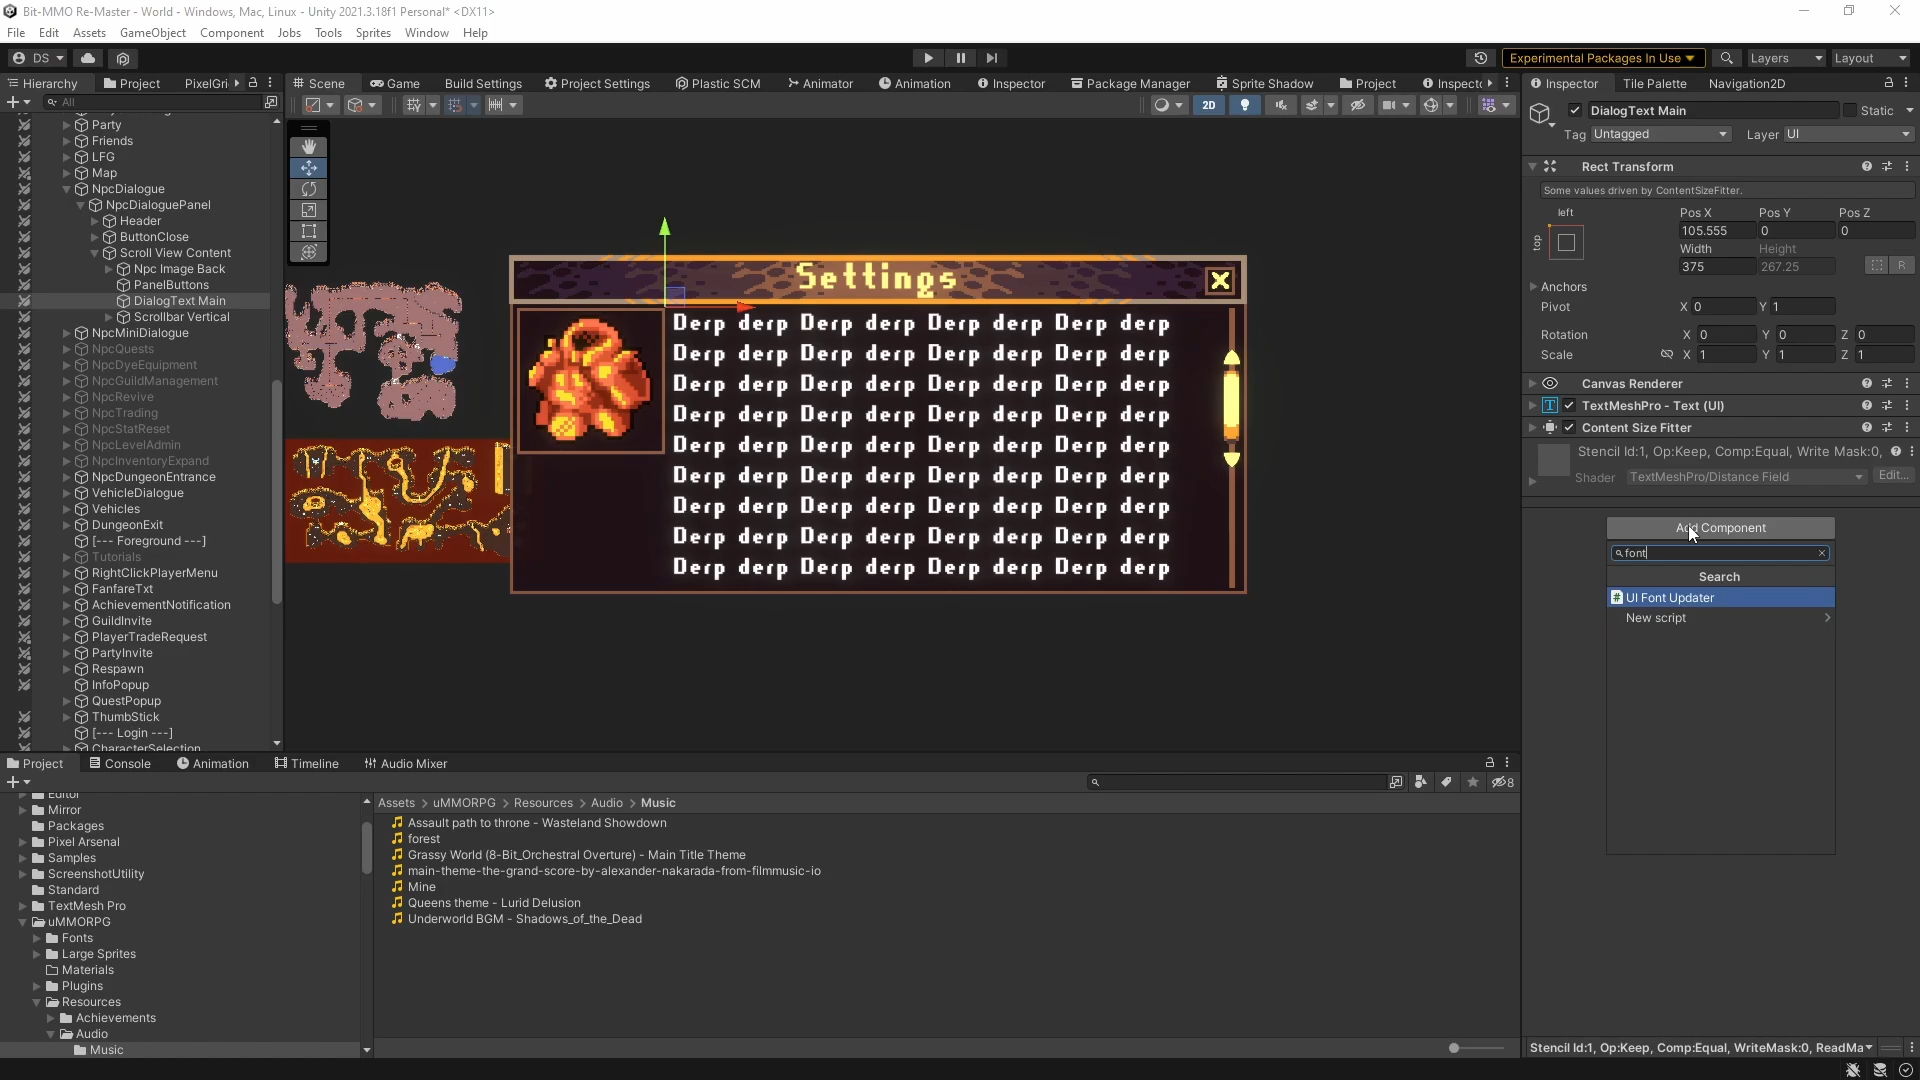 Bit-MMO Re-Master - World - Windows, Mac, Linux - Unity 2021.3.18f1 Personal* <DX11>
File Edit Assets GameObject Component Jobs Tools Sprites Window Help
DS
Experimental Packages In Use
Layers
Layout
Hierarchy
Project
PixelGri
Scene
Game
Build Settings
Project Settings
Plastic SCM
Animator
Animation
Inspector
Package Manager
Sprite Shadow
Project
Inspecto
Inspector
Tile Palette
Navigation2D
All
2D
Party
Friends
LFG
Map
NpcDialogue
NpcDialoguePanel
Header
ButtonClose
Scroll View Content
Npc Image Back
PanelButtons
DialogText Main
Scrollbar Vertical
NpcMiniDialogue
NpcQuests
NpcDyeEquipment
NpcGuildManagement
NpcRevive
NpcTrading
NpcStatReset
NpcLevelAdmin
NpcInventoryExpand
NpcDungeonEntrance
VehicleDialogue
Vehicles
DungeonExit
[--- Foreground ---]
Tutorials
RightClickPlayerMenu
FanfareTxt
AchievementNotification
GuildInvite
PlayerTradeRequest
PartyInvite
Respawn
InfoPopup
QuestPopup
ThumbStick
[--- Login ---]
CharacterSelection
Settings
Derp derp Derp derp Derp derp Derp derp
Derp derp Derp derp Derp derp Derp derp
Derp derp Derp derp Derp derp Derp derp
Derp derp Derp derp Derp derp Derp derp
Derp derp Derp derp Derp derp Derp derp
Derp derp Derp derp Derp derp Derp derp
Derp derp Derp derp Derp derp Derp derp
Derp derp Derp derp Derp derp Derp derp
Derp derp Derp derp Derp derp Derp derp
DialogText Main
Static
Tag Untagged
Layer UI
Rect Transform
Some values driven by ContentSizeFitter.
left
top
Pos X Pos Y Pos Z
105.555 0 0
Width Height
375 267.25
R
Anchors
Pivot X 0 Y 1
Rotation X 0 Y 0 Z 0
Scale X 1 Y 1 Z 1
Canvas Renderer
TextMeshPro - Text (UI)
Content Size Fitter
Stencil Id:1, Op:Keep, Comp:Equal, Write Mask:0,
Shader TextMeshPro/Distance Field
Edit...
Add Component
font
Search
UI Font Updater
New script
Stencil Id:1, Op:Keep, Comp:Equal, WriteMask:0, ReadMa
Project
Console
Animation
Timeline
Audio Mixer
8
Editor
Mirror
Packages
Pixel Arsenal
Samples
ScreenshotUtility
Standard
TextMesh Pro
uMMORPG
Fonts
Large Sprites
Materials
Plugins
Resources
Achievements
Audio
Music
Assets > uMMORPG > Resources > Audio > Music
Assault path to throne - Wasteland Showdown
forest
Grassy World (8-Bit_Orchestral Overture) - Main Title Theme
main-theme-the-grand-score-by-alexander-nakarada-from-filmmusic-io
Mine
Queens theme - Lurid Delusion
Underworld BGM - Shadows_of_the_Dead